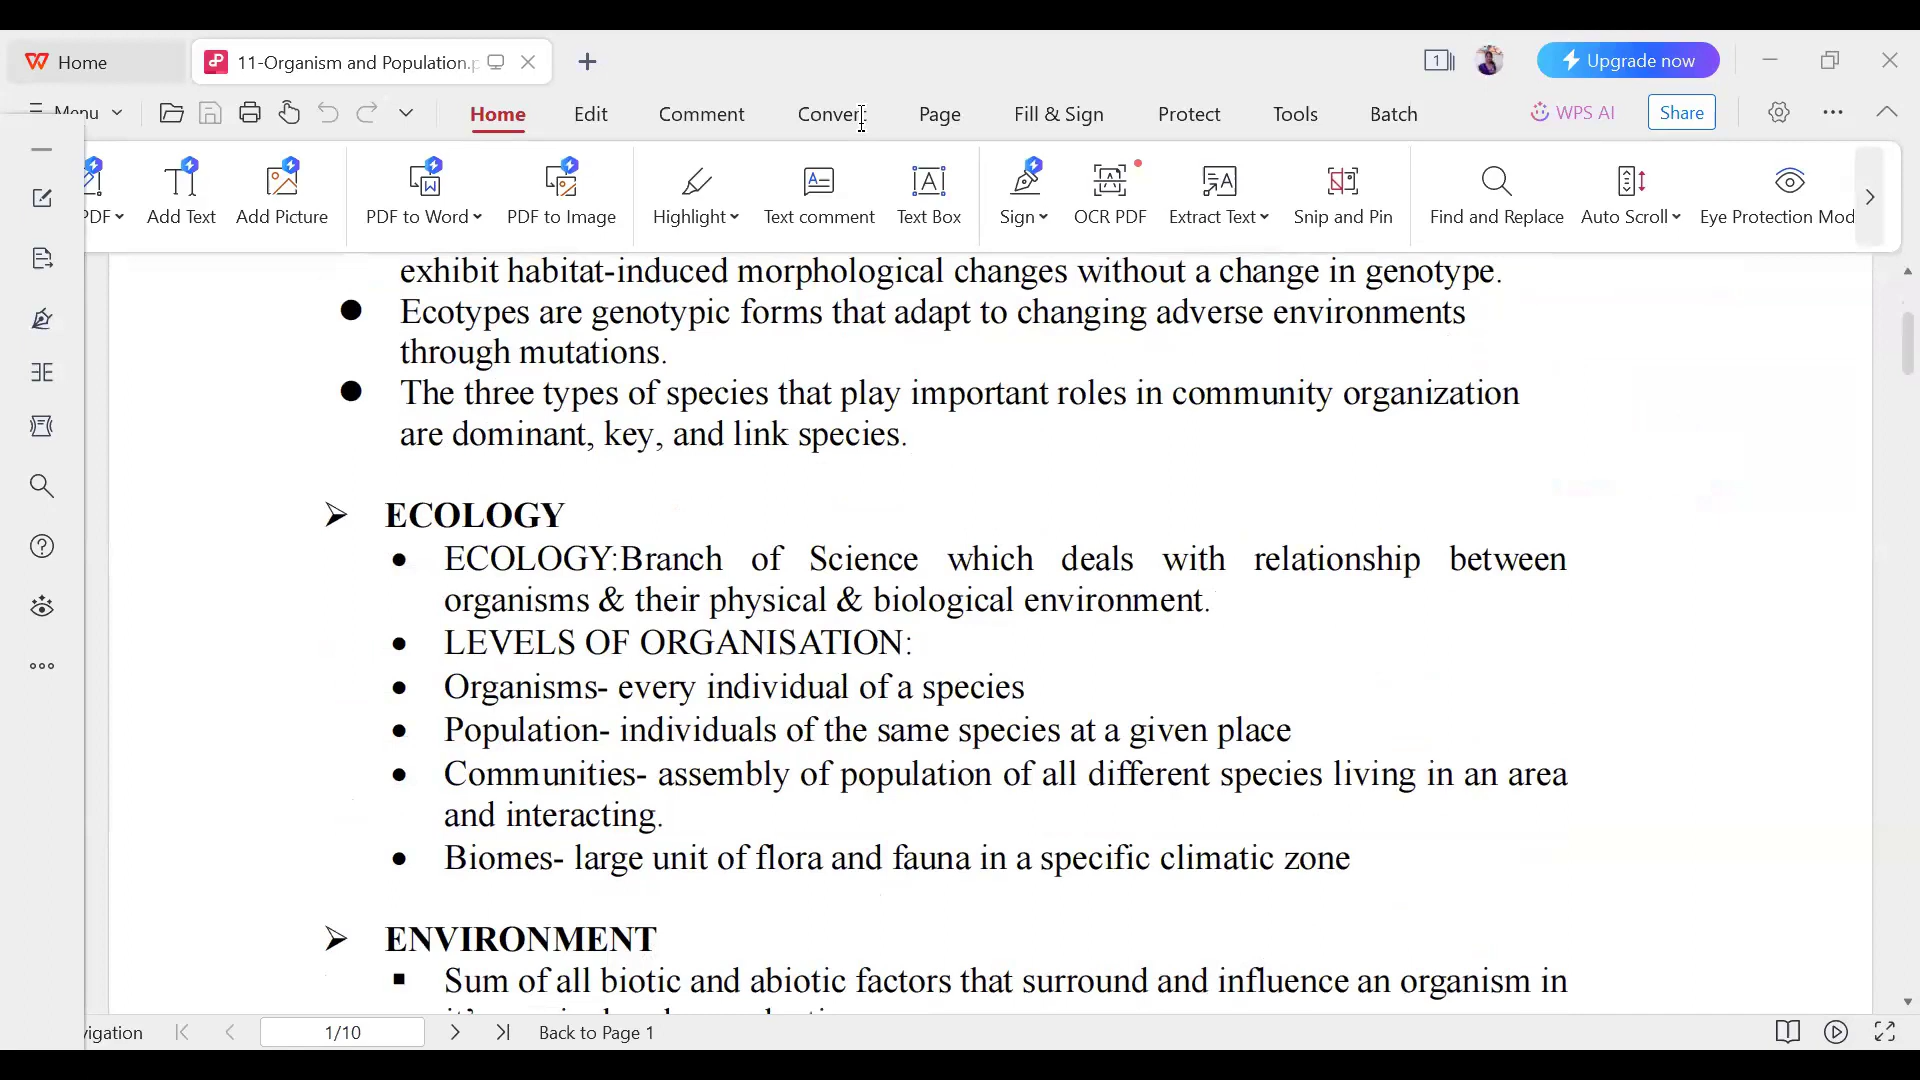 Home
11-Organism and Population.p
1
Upgrade now
Menu
Home
Edit
Comment
Convert
Page
Fill & Sign
Protect
Tools
Batch
WPS AI
Share
PDF
Add Text
Add Picture
PDF to Word
PDF to Image
Highlight
Text comment
Text Box
Sign
OCR PDF
Extract Text
Snip and Pin
Find and Replace
Auto Scroll
Eye Protection Mod
exhibit habitat-induced morphological changes without a change in genotype.
● Ecotypes are genotypic forms that adapt to changing adverse environments
through mutations.
● The three types of species that play important roles in community organization
are dominant, key, and link species.
➢ ECOLOGY
• ECOLOGY:Branch of Science which deals with relationship between
organisms & their physical & biological environment.
• LEVELS OF ORGANISATION:
• Organisms- every individual of a species
• Population- individuals of the same species at a given place
• Communities- assembly of population of all different species living in an area
and interacting.
• Biomes- large unit of flora and fauna in a specific climatic zone
➢ ENVIRONMENT
▪ Sum of all biotic and abiotic factors that surround and influence an organism in
vigation
1/10
Back to Page 1